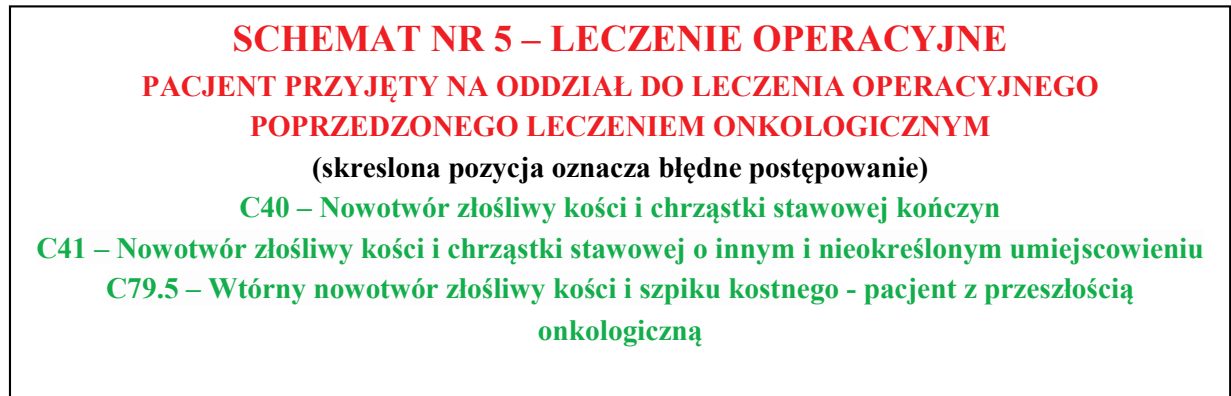 SCHEMAT NR 5 – LECZENIE OPERACYJNE
PACJENT PRZYJĘTY NA ODDZIAŁ DO LECZENIA OPERACYJNEGO
POPRZEDZONEGO LECZENIEM ONKOLOGICZNYM
(skreslona pozycja oznacza błędne postępowanie)
C40 – Nowotwór złośliwy kości i chrząstki stawowej kończyn
C41 – Nowotwór złośliwy kości i chrząstki stawowej o innym i nieokreślonym umiejscowieniu
C79.5 – Wtórny nowotwór złośliwy kości i szpiku kostnego - pacjent z przeszłością
onkologiczną